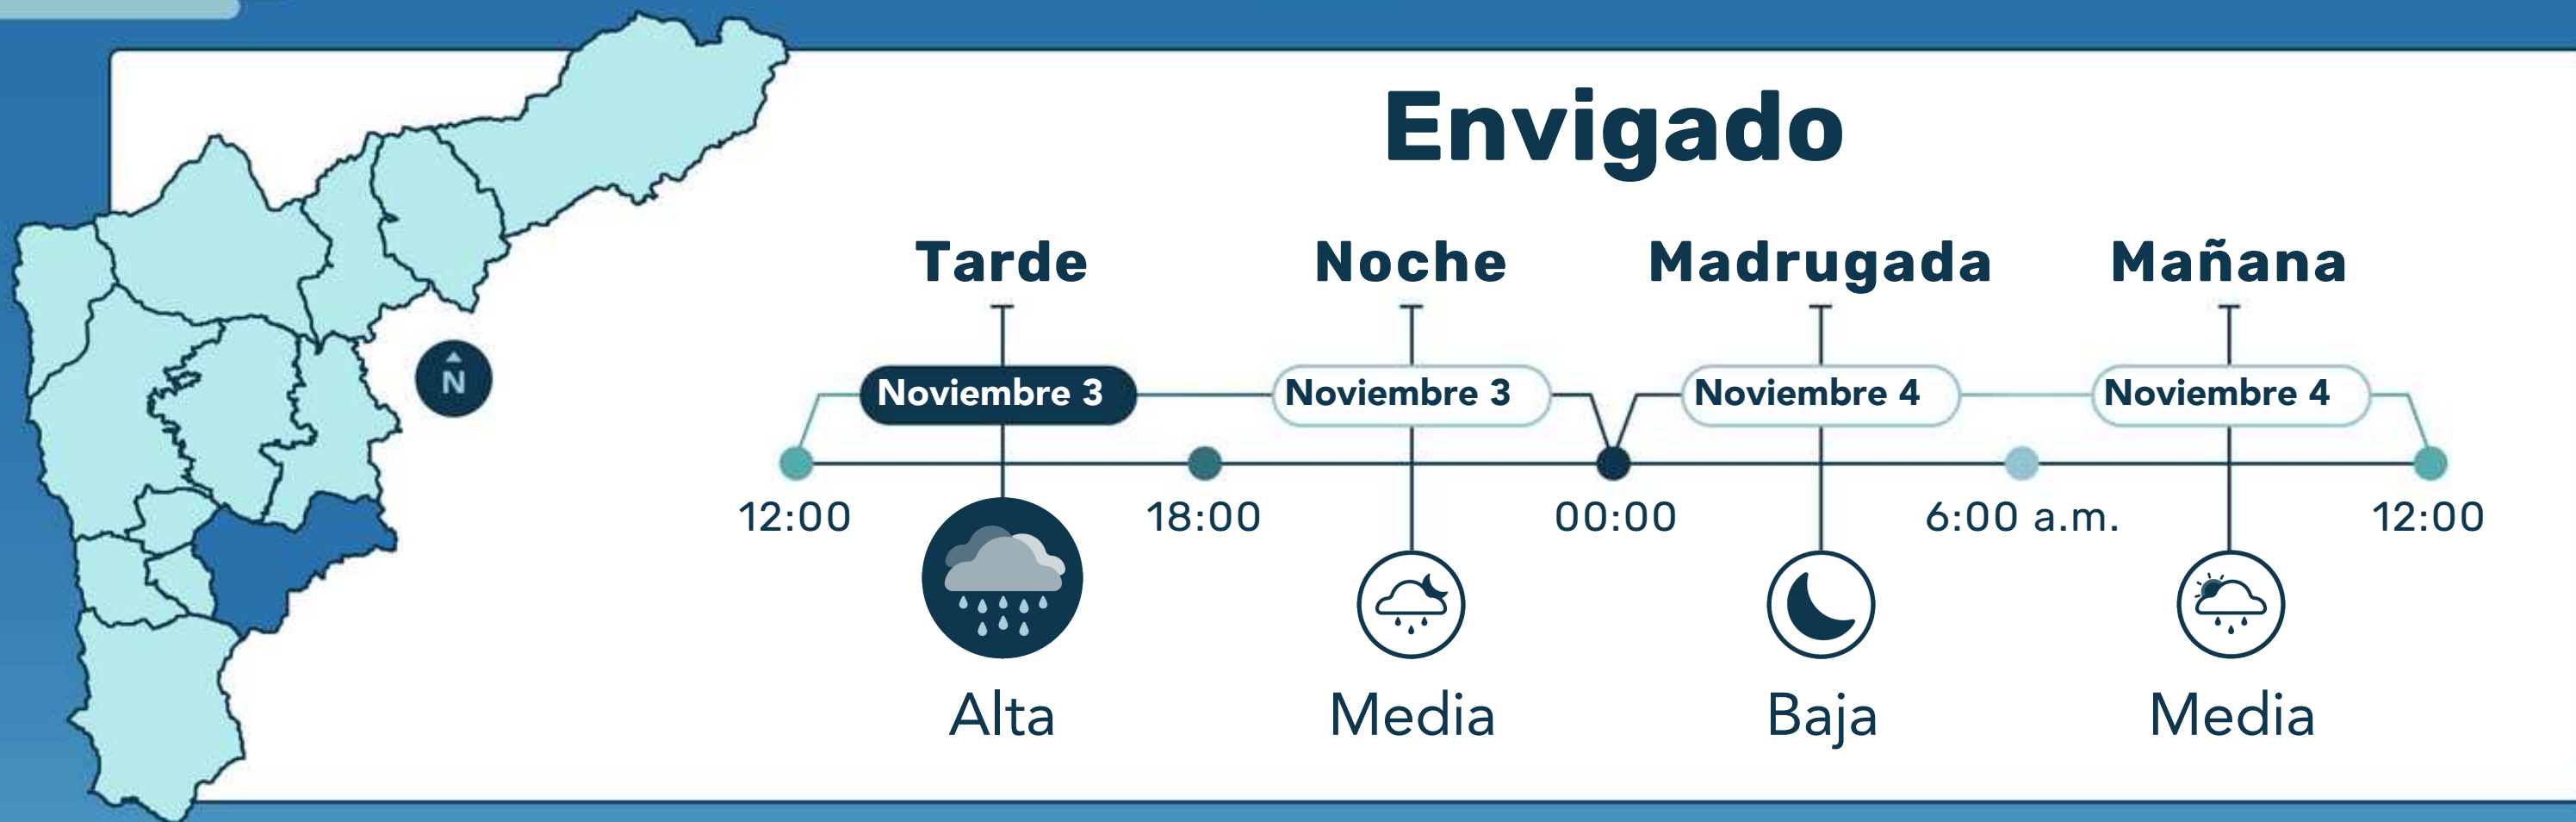 Envigado
Tarde Noche Madrugada Mañana
N
Noviembre 3 Noviembre 3 Noviembre 4 Noviembre 4
12:00 18:00 00:00 6:00 a.m. 12:00
Alta Media Baja Media